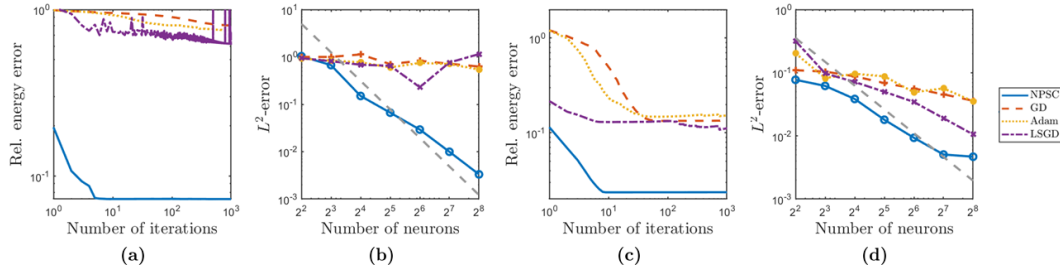 Rel. energy error
10^0
10^-1
10^0 10^1 10^2 10^3
Number of iterations
(a)
L^2-error
10^1
10^0
10^-1
10^-2
10^-3
2^2 2^3 2^4 2^5 2^6 2^7 2^8
Number of neurons
(b)
Rel. energy error
10^0
10^-1
10^0 10^1 10^2 10^3
Number of iterations
(c)
L^2-error
10^0
10^-1
10^-2
10^-3
2^2 2^3 2^4 2^5 2^6 2^7 2^8
Number of neurons
(d)
NPSC
GD
Adam
LSGD